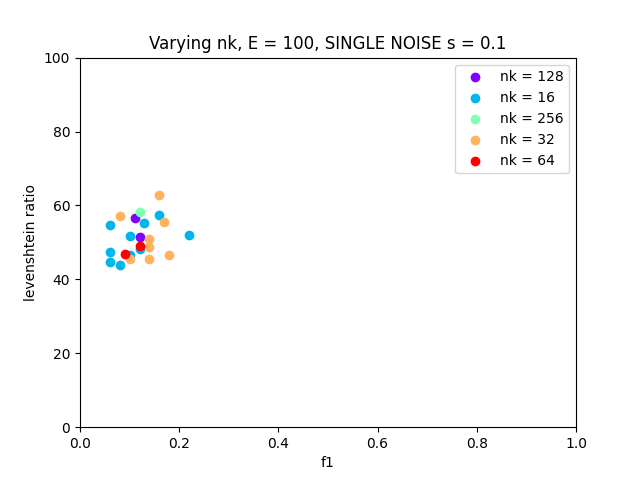 Varying nk, E = 100, SINGLE NOISE s = 0.1
100
80
60
40
20
0
levenshtein ratio
0.0 0.2 0.4 0.6 0.8 1.0
f1
nk = 128
nk = 16
nk = 256
nk = 32
nk = 64